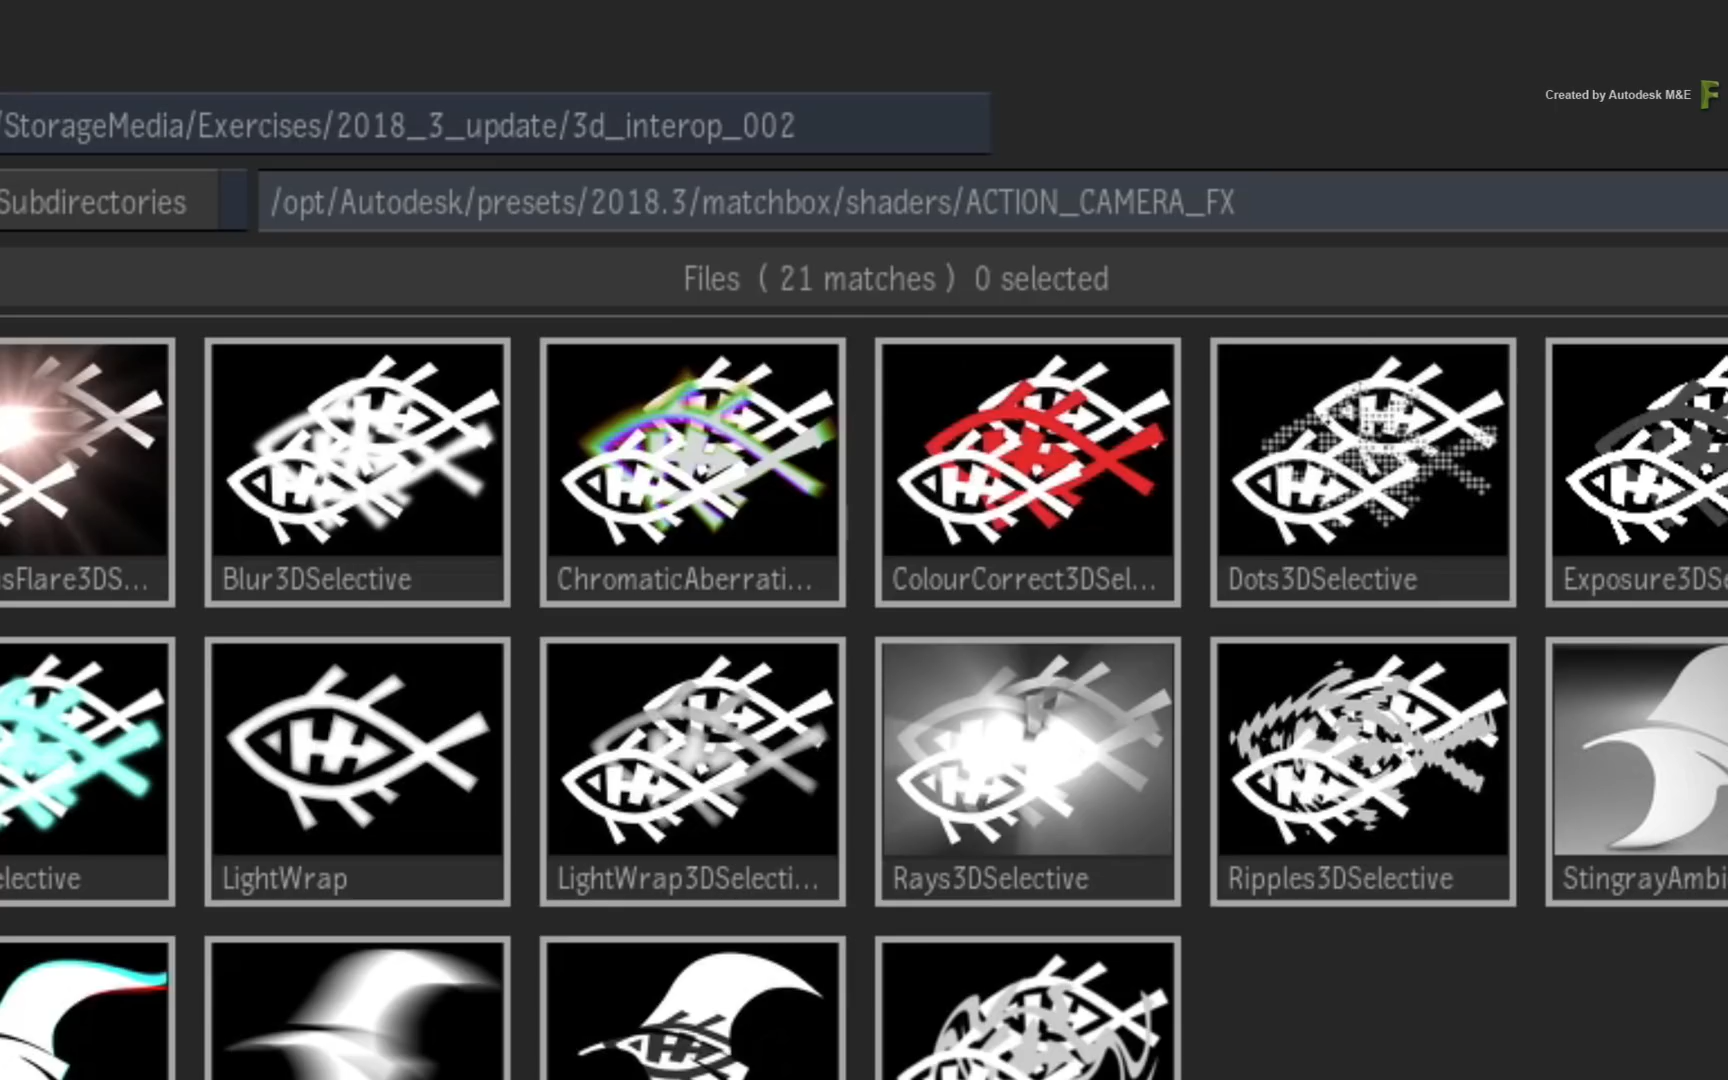 Created by Autodesk M&E
/StorageMedia/Exercises/2018_3_update/3d_interop_002
Subdirectories
/opt/Autodesk/presets/2018.3/matchbox/shaders/ACTION_CAMERA_FX
Files ( 21 matches ) 0 selected
sFlare3DS...
Blur3DSelective
ChromaticAberrati...
ColourCorrect3DSel...
Dots3DSelective
Exposure3DSe
elective
LightWrap
LightWrap3DSelecti...
Rays3DSelective
Ripples3DSelective
StingrayAmbi